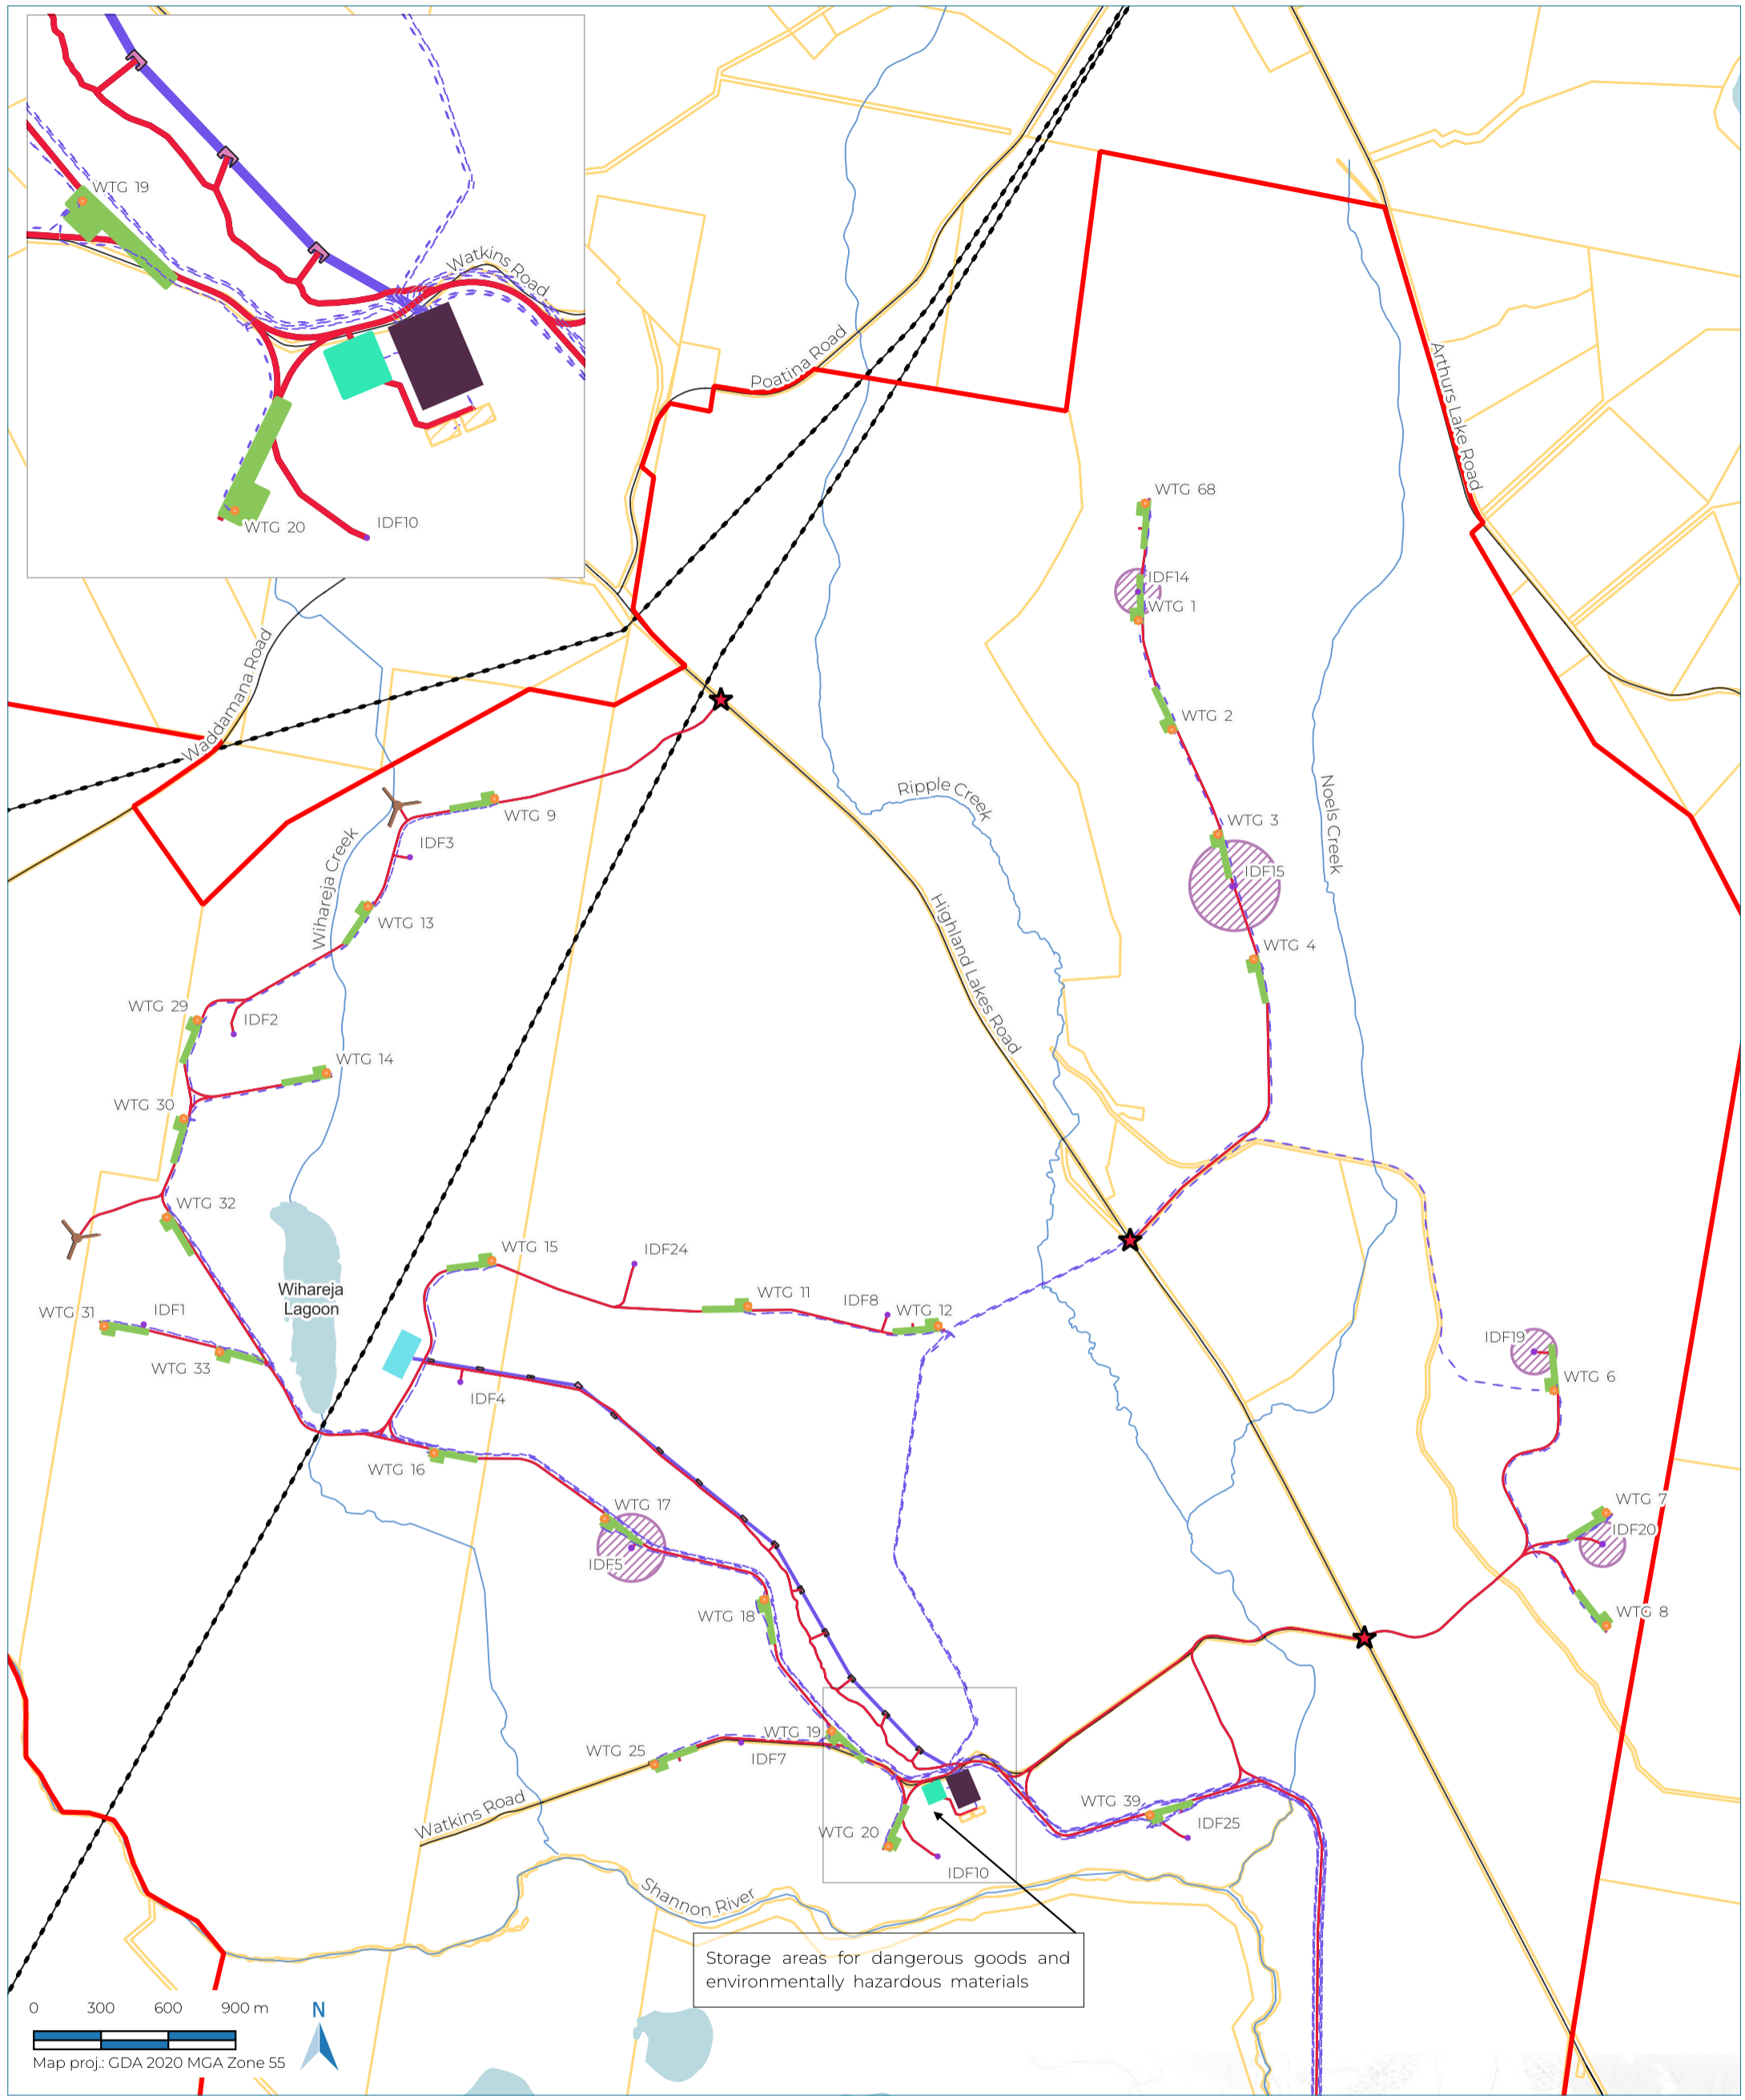 WTG 19
Watkins Road
WTG 20
IDF10
Poatina Road
Arthurs Lake Road
WTG 68
IDF14
WTG 1
Waddamana Road
WTG 2
WTG 9
Ripple Creek
Noels Creek
WTG 3
IDF3
Wihareja Creek
IDF15
WTG 13
Highland Lakes Road
WTG 4
WTG 29
IDF2
WTG 14
WTG 30
WTG 32
WTG 15
IDF24
Wihareja
Lagoon
WTG 11
IDF8
WTG 12
WTG 31
IDF1
WTG 33
IDF19
WTG 6
IDF4
WTG 16
WTG 17
IDF5
WTG 7
IDF20
WTG 18
WTG 8
WTG 19
WTG 25
IDF7
Watkins Road
WTG 39
IDF25
WTG 20
IDF10
Shannon River
Storage areas for dangerous goods and
environmentally hazardous materials
0 300 600 900 m
N
Map proj.: GDA 2020 MGA Zone 55